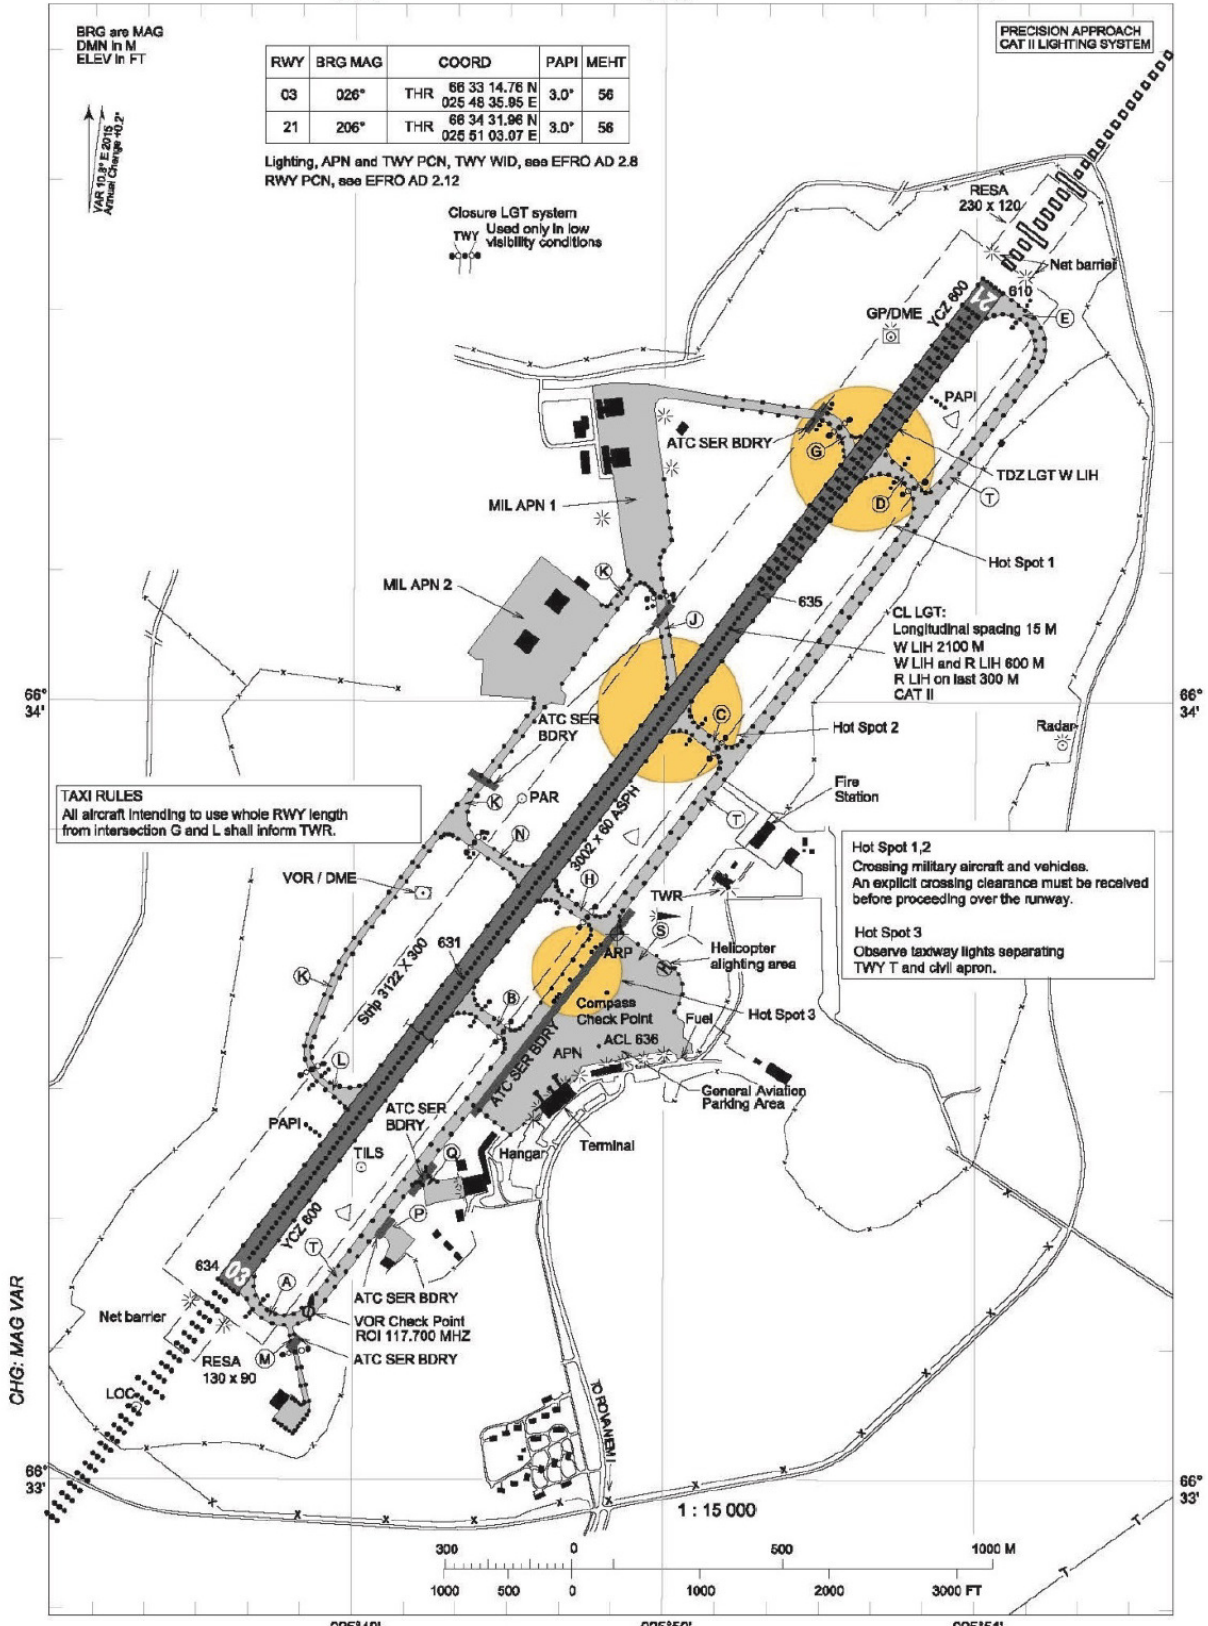 BRG are MAG
DMN in M
ELEV in FT
PRECISION APPROACH
CAT II LIGHTING SYSTEM
RWY BRG MAG COORD PAPI MEHT
03 026° THR 66 33 14.76 N 025 48 35.95 E 3.0° 56
21 206° THR 66 34 31.96 N 025 51 03.07 E 3.0° 56
VAR 10.8° E 2015
Annual Change +0.2°
Lighting, APN and TWY PCN, TWY WID, see EFRO AD 2.8
RWY PCN, see EFRO AD 2.12
Closure LGT system
TWY Used only in low
visibility conditions
RESA
230 x 120
Net barrier
610
21
YCZ 600
E
GP/DME
PAPI
ATC SER BDRY
G
TDZ LGT W LIH
D
T
MIL APN 1
Hot Spot 1
K
MIL APN 2
635
J
CL LGT:
Longitudinal spacing 15 M
W LIH 2100 M
W LIH and R LIH 600 M
R LIH on last 300 M
CAT II
66°
34'
66°
34'
ATC SER
BDRY
C
Hot Spot 2
Radar
TAXI RULES
All aircraft intending to use whole RWY length
from intersection G and L shall inform TWR.
K
PAR
N
3002 x 60 ASPH
T
Fire
Station
Hot Spot 1,2
Crossing military aircraft and vehicles.
An explicit crossing clearance must be received
before proceeding over the runway.
Hot Spot 3
Observe taxiway lights separating
TWY T and civil apron.
VOR / DME
H
TWR
S
631
ARP
H
Helicopter
alighting area
K
Strip 3122 X 300
B
Compass
Check Point
Hot Spot 3
Fuel
ACL 636
APN
L
ATC SER BDRY
General Aviation
Parking Area
PAPI
ATC SER
BDRY
TILS
Q
Hangar
Terminal
P
YCZ 600
T
634
03
A
ATC SER BDRY
Net barrier
VOR Check Point
ROI 117.700 MHZ
M
ATC SER BDRY
RESA
130 x 90
LOC
CHG: MAG VAR
TO ROVANIEMI
66°
33'
66°
33'
1 : 15 000
300 0 500 1000 M
1000 500 0 1000 2000 3000 FT